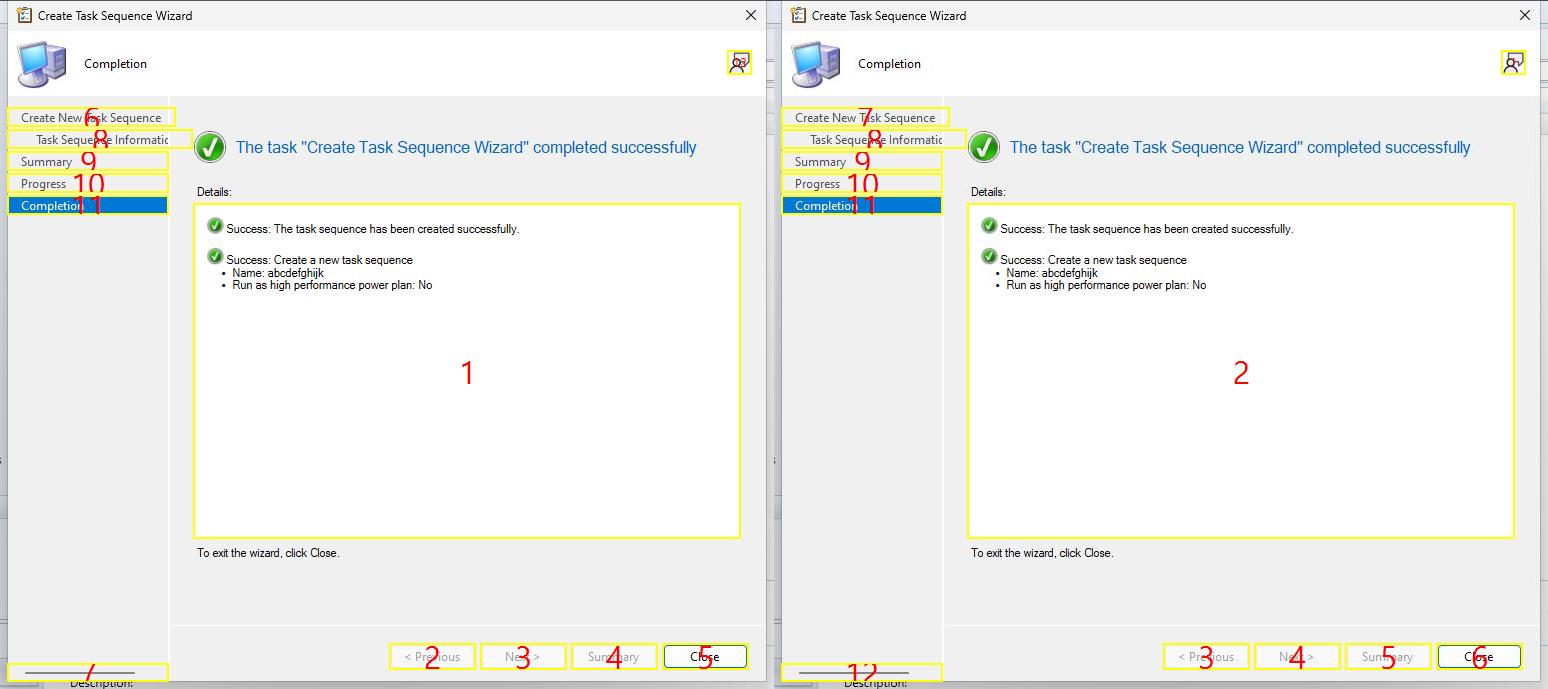 Create Task Sequence Wizard
Completion
Create New Task Sequence
6
Task Sequence Informatic
8
Summary
9
Progress
10
Completion
11
The task "Create Task Sequence Wizard" completed successfully
Details:
Success: The task sequence has been created successfully.
Success: Create a new task sequence
• Name: abcdefghijk
• Run as high performance power plan: No
1
To exit the wizard, click Close.
< Previous
2
Next >
3
Summary
4
Close
5
7
Description:
Create Task Sequence Wizard
Completion
Create New Task Sequence
7
Task Sequence Informatic
8
Summary
9
Progress
10
Completion
11
The task "Create Task Sequence Wizard" completed successfully
Details:
Success: The task sequence has been created successfully.
Success: Create a new task sequence
• Name: abcdefghijk
• Run as high performance power plan: No
2
To exit the wizard, click Close.
< Previous
3
Next >
4
Summary
5
Close
6
12
Description: